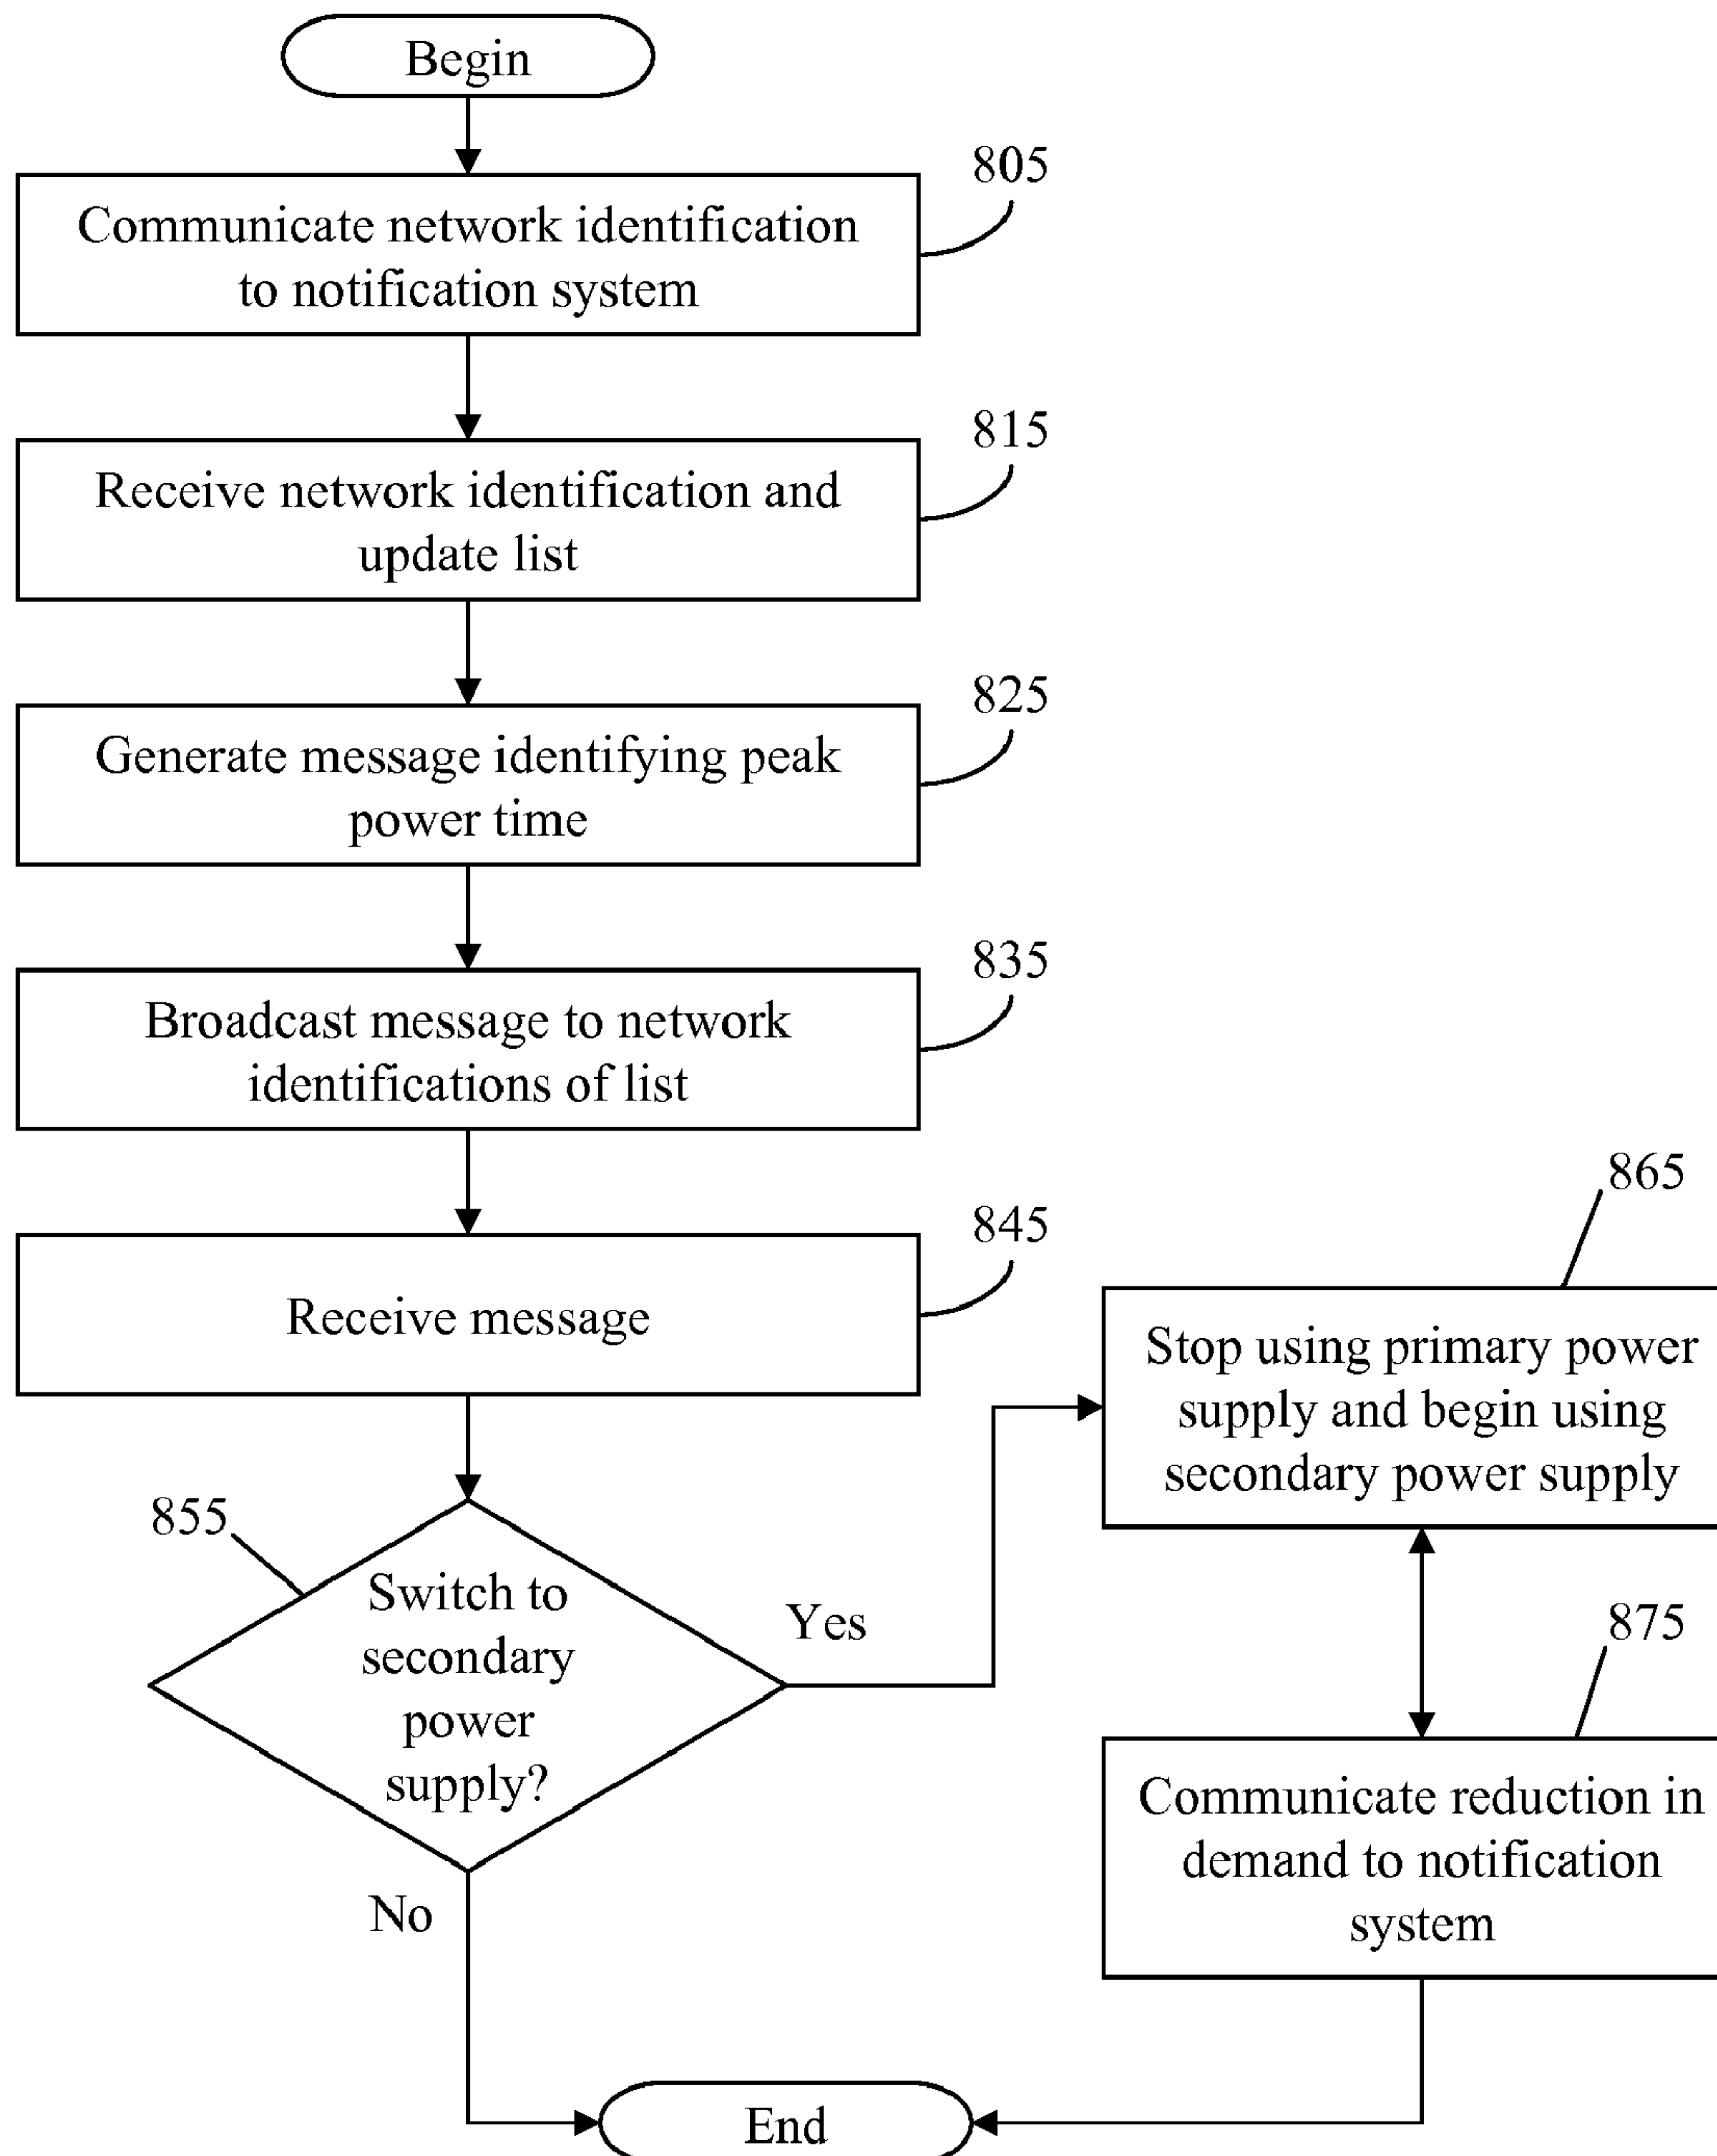 Begin
805
Communicate network identification
to notification system
815
Receive network identification and
update list
825
Generate message identifying peak
power time
835
Broadcast message to network
identifications of list
845
Receive message
855
Switch to
secondary
power
supply?
Yes
No
865
Stop using primary power
supply and begin using
secondary power supply
875
Communicate reduction in
demand to notification
system
End